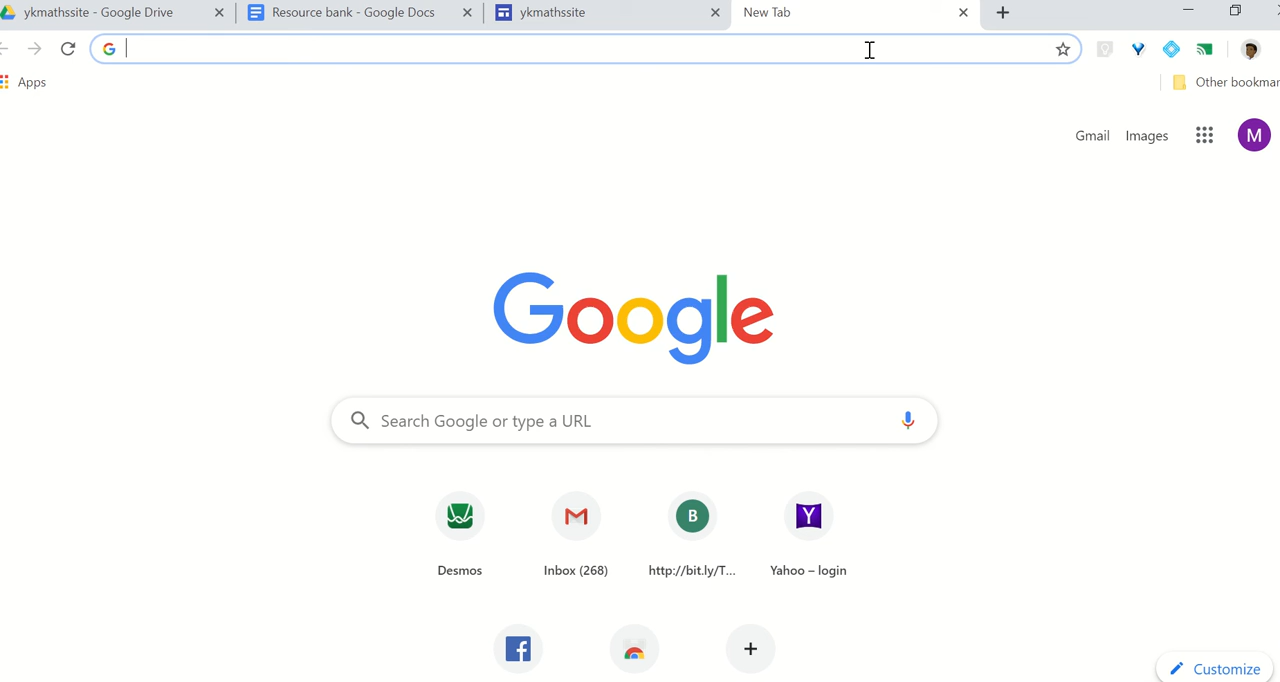 ykmathssite - Google Drive
Resource bank - Google Docs
ykmathssite
New Tab
G
Apps
Other bookmar
Gmail
Images
M
Google
Search Google or type a URL
B
Y
Desmos
Inbox (268)
http://bit.ly/T...
Yahoo – login
f
Customize